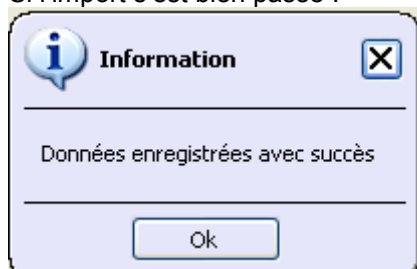 Si l'import c'est bien passé :
Information
Données enregistrées avec succès
Ok